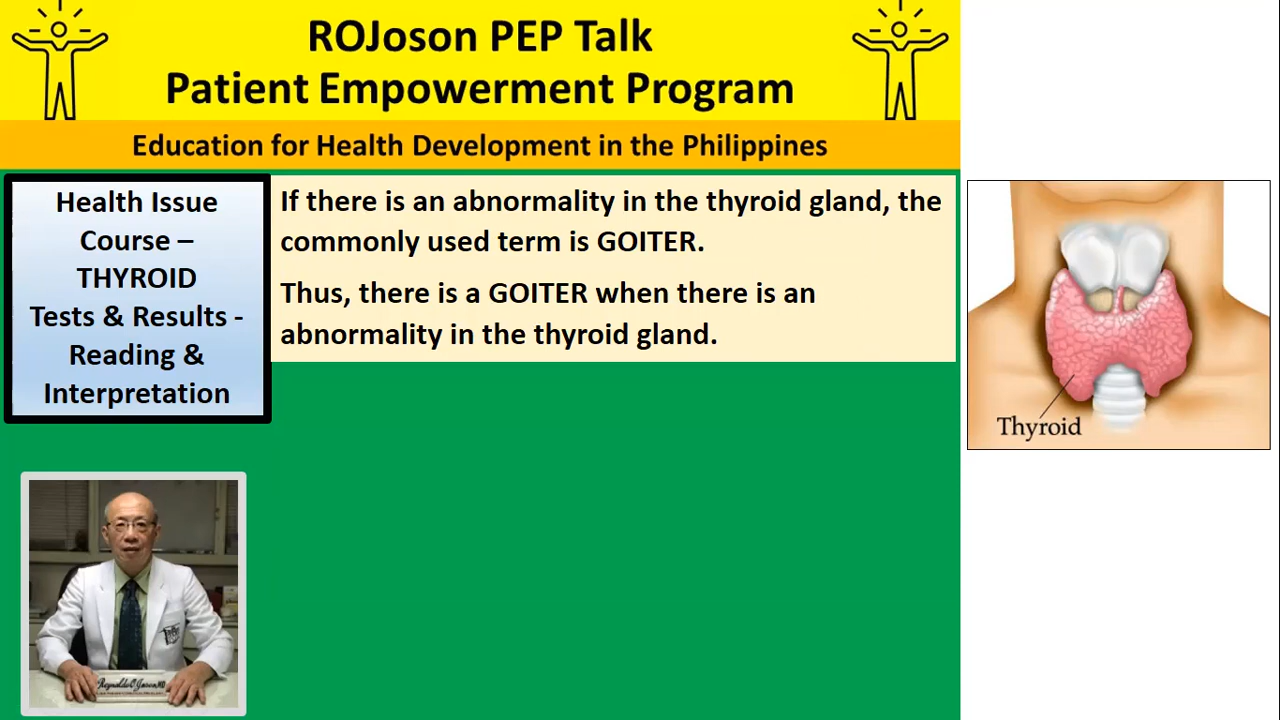 ROJoson PEP Talk
Patient Empowerment Program
Education for Health Development in the Philippines
Health Issue
Course –
THYROID
Tests & Results -
Reading &
Interpretation
If there is an abnormality in the thyroid gland, the
commonly used term is GOITER.
Thus, there is a GOITER when there is an
abnormality in the thyroid gland.
Thyroid